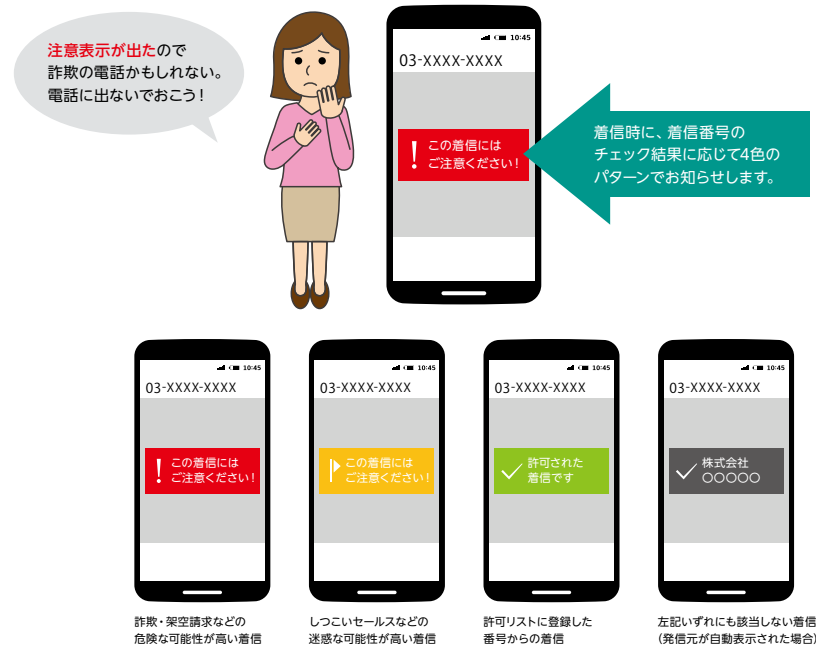 注意表示が出たので
詐欺の電話かもしれない。
電話に出ないでおこう！
10:45
03-XXXX-XXXX
! この着信には
ご注意ください！
着信時に、着信番号の
チェック結果に応じて4色の
パターンでお知らせします。
10:45
03-XXXX-XXXX
! この着信には
ご注意ください！
詐欺・架空請求などの
危険な可能性が高い着信
10:45
03-XXXX-XXXX
この着信には
ご注意ください！
しつこいセールスなどの
迷惑な可能性が高い着信
10:45
03-XXXX-XXXX
許可された
着信です
許可リストに登録した
番号からの着信
10:45
03-XXXX-XXXX
株式会社
○○○○○
左記いずれにも該当しない着信
（発信元が自動表示された場合）